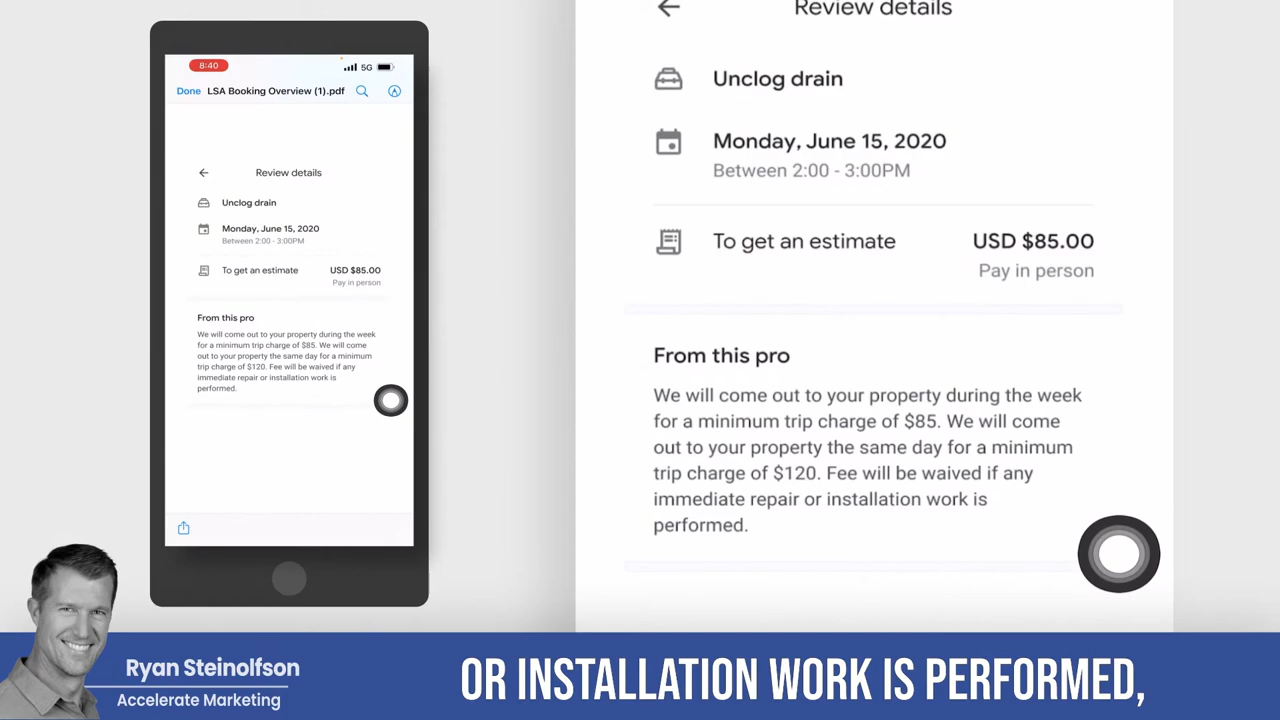 8:40
5G
Done LSA Booking Overview (1).pdf
Review details
Unclog drain
Monday, June 15, 2020
Between 2:00 - 3:00PM
To get an estimate USD $85.00
Pay in person
From this pro
We will come out to your property during the week
for a minimum trip charge of $85. We will come
out to your property the same day for a minimum
trip charge of $120. Fee will be waived if any
immediate repair or installation work is
performed.
Review details
Unclog drain
Monday, June 15, 2020
Between 2:00 - 3:00PM
To get an estimate USD $85.00
Pay in person
From this pro
We will come out to your property during the week
for a minimum trip charge of $85. We will come
out to your property the same day for a minimum
trip charge of $120. Fee will be waived if any
immediate repair or installation work is
performed.
Ryan Steinolfson
Accelerate Marketing
OR INSTALLATION WORK IS PERFORMED,